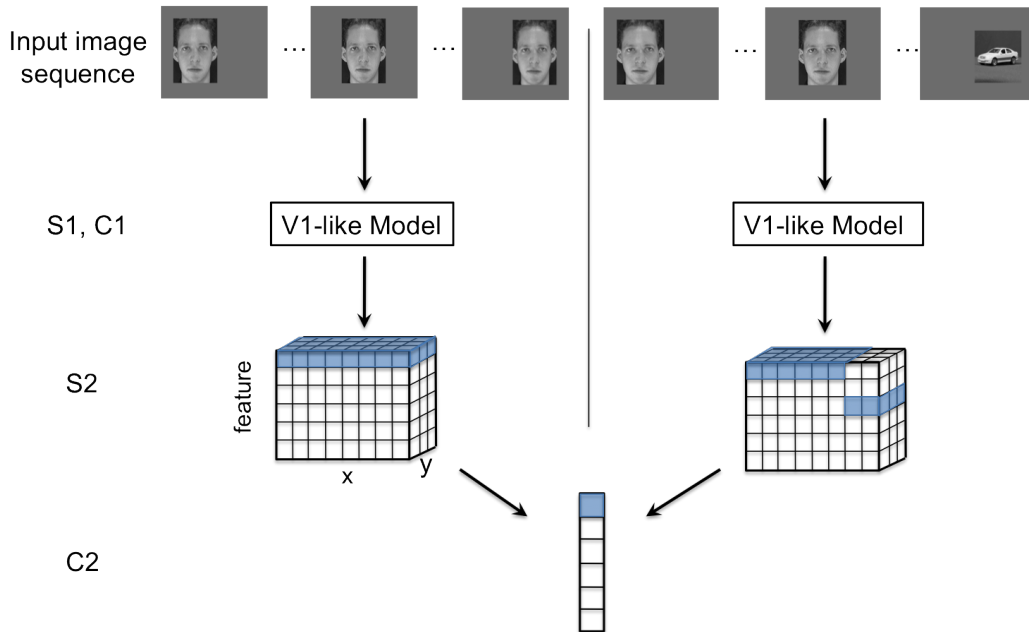 Input image
sequence
... ... ... ...
S1, C1
V1-like Model
V1-like Model
S2
feature
x
y
C2